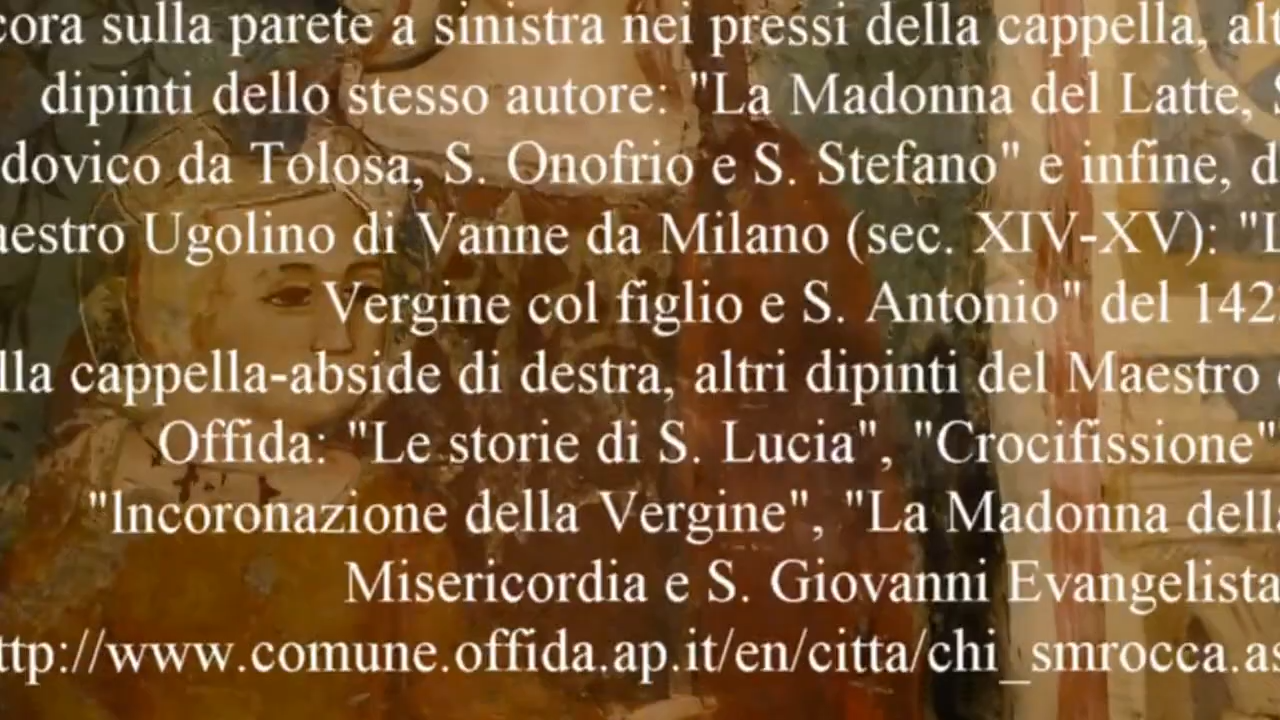 cora sulla parete a sinistra nei pressi della cappella, alt
dipinti dello stesso autore: "La Madonna del Latte, S
dovico da Tolosa, S. Onofrio e S. Stefano" e infine, d
aestro Ugolino di Vanne da Milano (sec. XIV-XV): "L
Vergine col figlio e S. Antonio" del 142
lla cappella-abside di destra, altri dipinti del Maestro d
Offida: "Le storie di S. Lucia", "Crocifissione"
"Incoronazione della Vergine", "La Madonna dell
Misericordia e S. Giovanni Evangelista
ttp://www.comune.offida.ap.it/en/citta/chi_smrocca.as